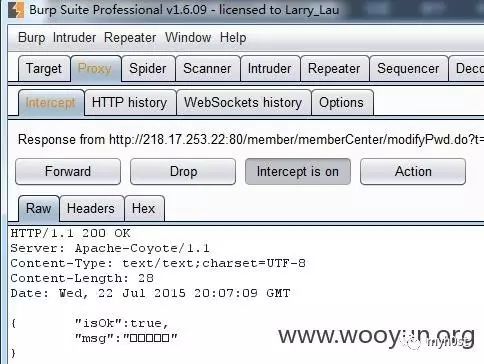 Burp Suite Professional v1.6.09 - licensed to Larry_Lau
Burp Intruder Repeater Window Help
Target Proxy Spider Scanner Intruder Repeater Sequencer Deco
Intercept HTTP history WebSockets history Options
Response from http://218.17.253.22:80/member/memberCenter/modifyPwd.do?t=
Forward Drop Intercept is on Action
Raw Headers Hex
HTTP/1.1 200 OK
Server: Apache-Coyote/1.1
Content-Type: text/text;charset=UTF-8
Content-Length: 28
Date: Wed, 22 Jul 2015 20:07:09 GMT
{ "isOk":true,
"msg":"□□□□□"
}
www.wooyun.org